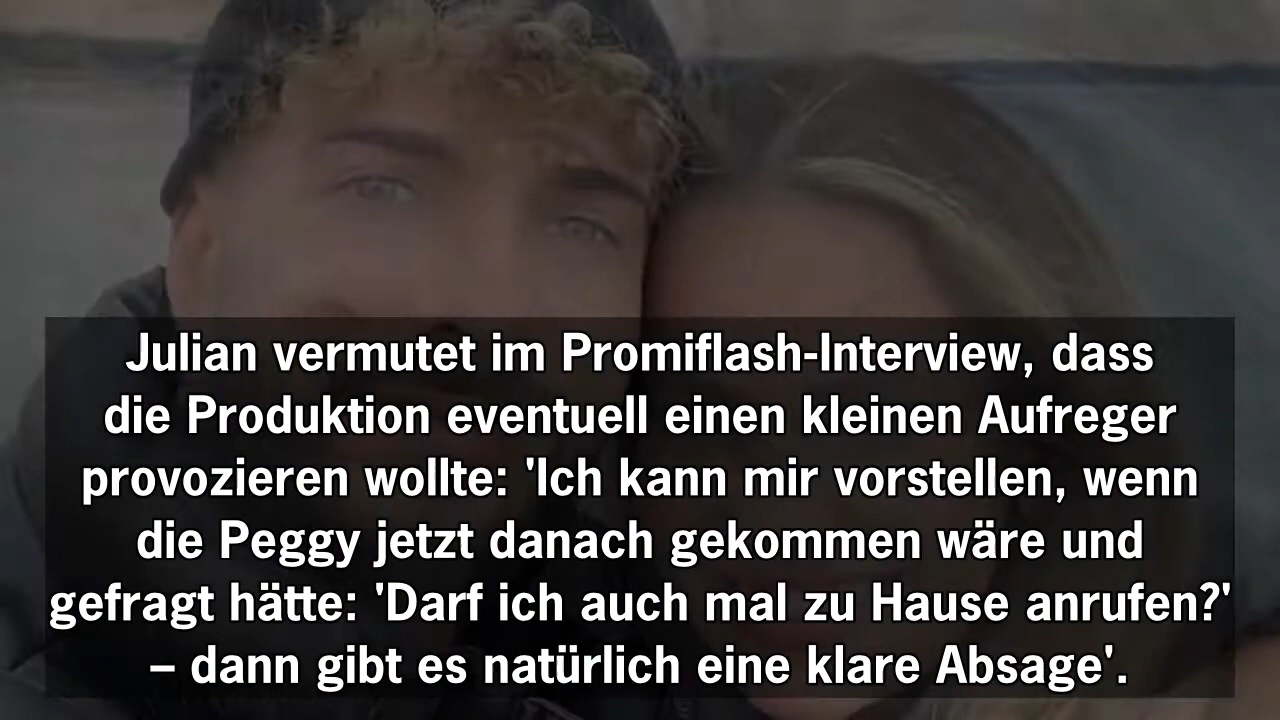 Julian vermutet im Promiflash-Interview, dass
die Produktion eventuell einen kleinen Aufreger
provozieren wollte: 'Ich kann mir vorstellen, wenn
die Peggy jetzt danach gekommen wäre und
gefragt hätte: 'Darf ich auch mal zu Hause anrufen?'
– dann gibt es natürlich eine klare Absage'.